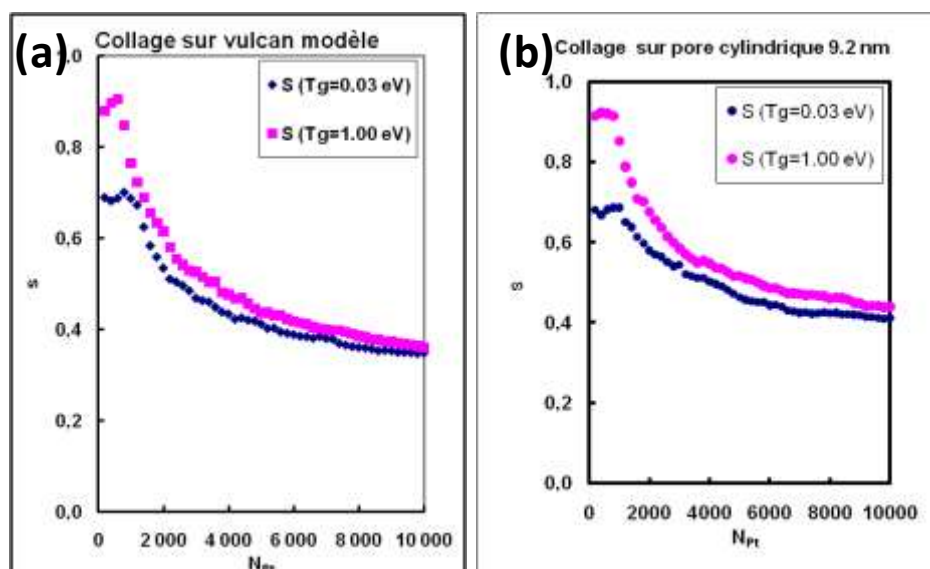 (a)
Collage sur vulcan modèle
S (Tg=0.03 eV)
S (Tg=1.00 eV)
1,0
0,8
0,6
0,4
0,2
0,0
s
0
2 000
4 000
6 000
8 000
10 000
N
(b)
Collage sur pore cylindrique 9.2 nm
S (Tg=0.03 eV)
S (Tg=1.00 eV)
1.0
0.8
0.6
0.4
0.2
0.0
s
0
2000
4000
6000
8000
10000
NPt